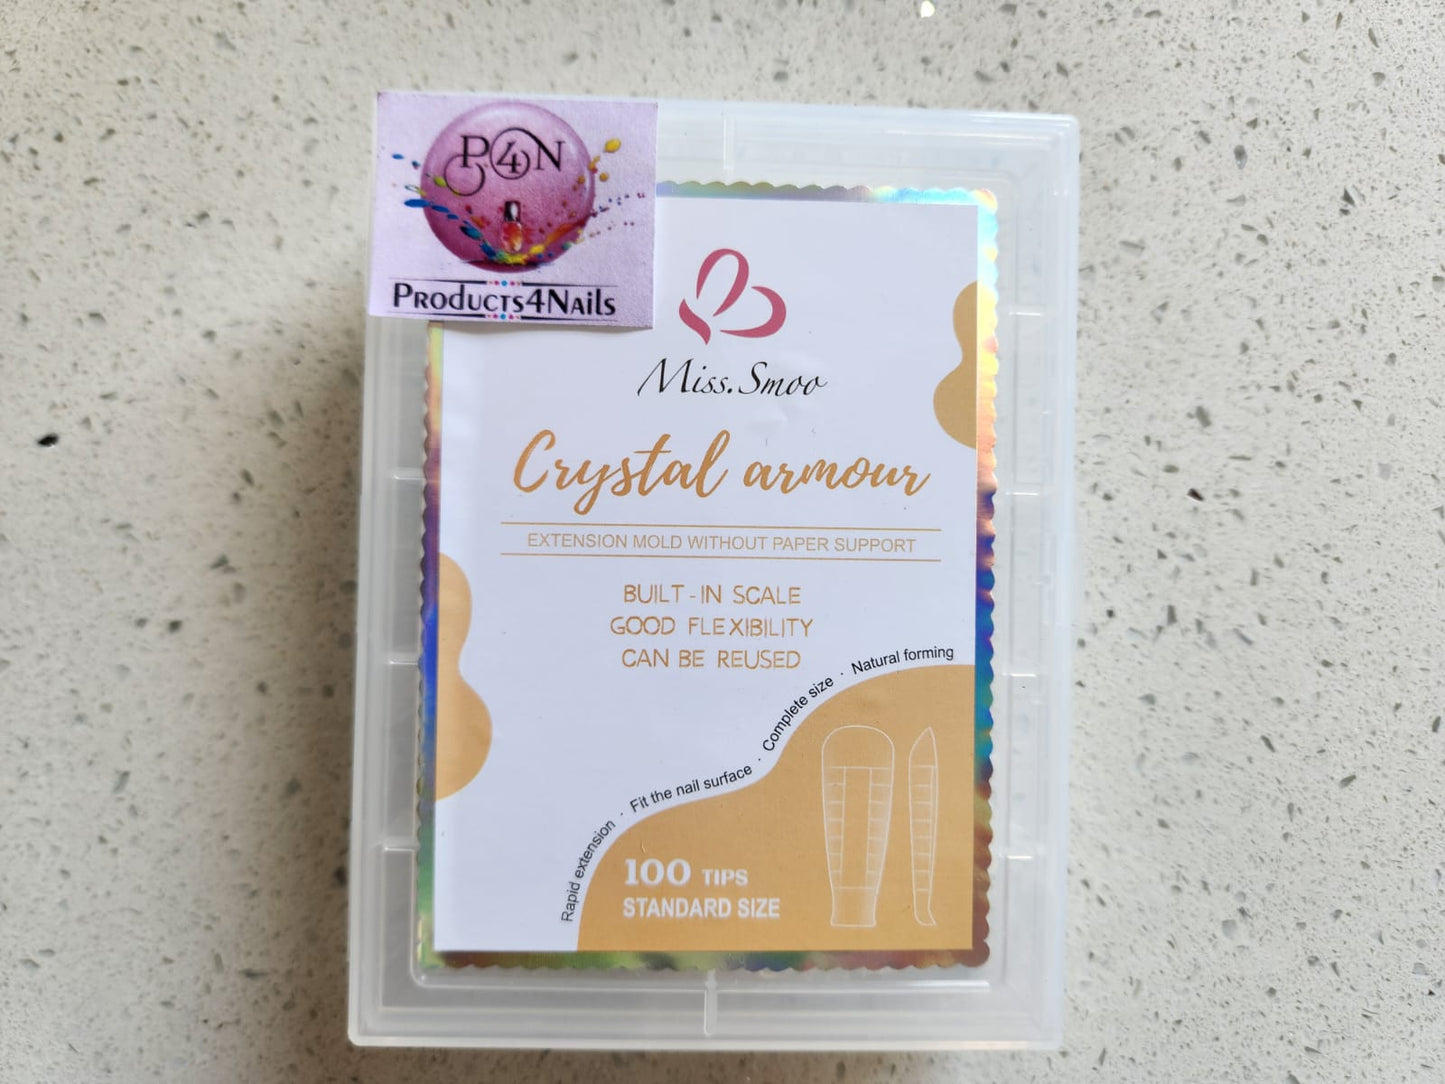 P4N
Products4Nails
Miss.Smoo
Crystal armour
EXTENSION MOLD WITHOUT PAPER SUPPORT
BUILT-IN SCALE
GOOD FLEXIBILITY
CAN BE REUSED
Rapid extension · Fit the nail surface · Complete size · Natural forming
100 TIPS
STANDARD SIZE